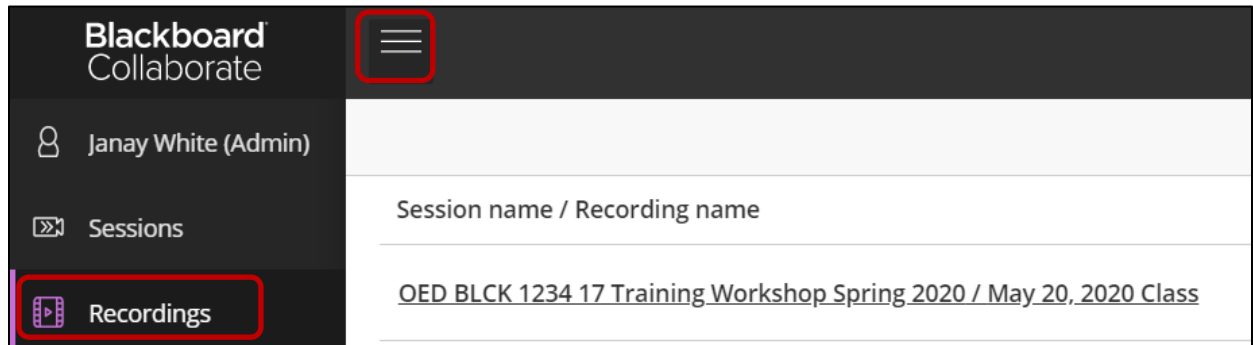 Blackboard
Collaborate
Janay White (Admin)
Sessions
Recordings
Session name / Recording name
OED BLCK 1234 17 Training Workshop Spring 2020 / May 20, 2020 Class